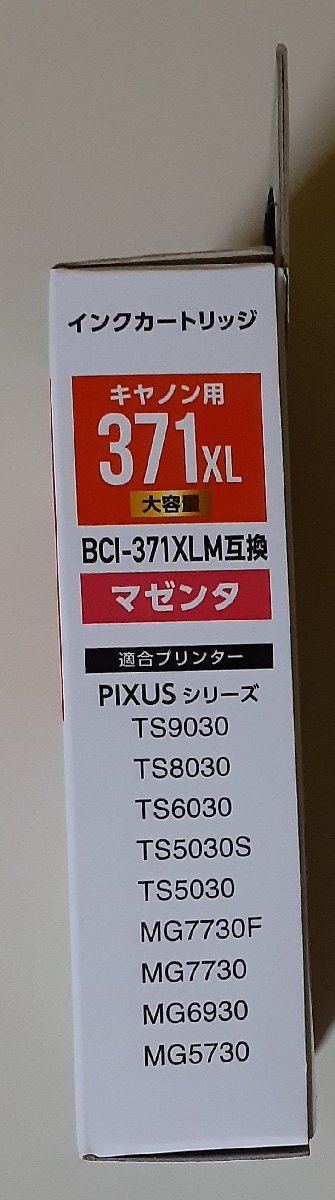 インクカートリッジ
キヤノン用
371XL
大容量
BCI-371XLM互換
マゼンタ
適合プリンター
PIXUSシリーズ
TS9030
TS8030
TS6030
TS5030S
TS5030
MG7730F
MG7730
MG6930
MG5730